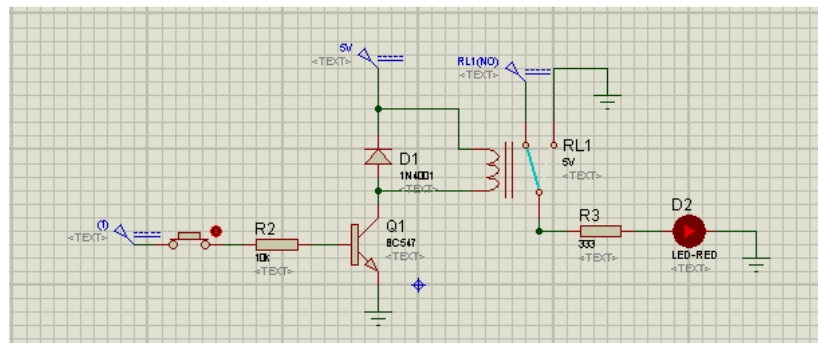 5V
<TEXT>
RL1(NO)
<TEXT>
RL1
5V
<TEXT>
D1
1N4001
<TEXT>
(1)
<TEXT>
R2
10k
<TEXT>
Q1
BC547
<TEXT>
R3
333
<TEXT>
D2
LED-RED
<TEXT>